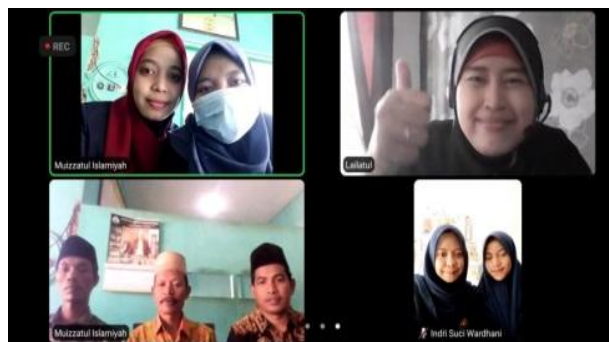 REC
Muizzatul Islamiyah
Lailatul
Muizzatul Islamiyah
Indri Suci Wardhani